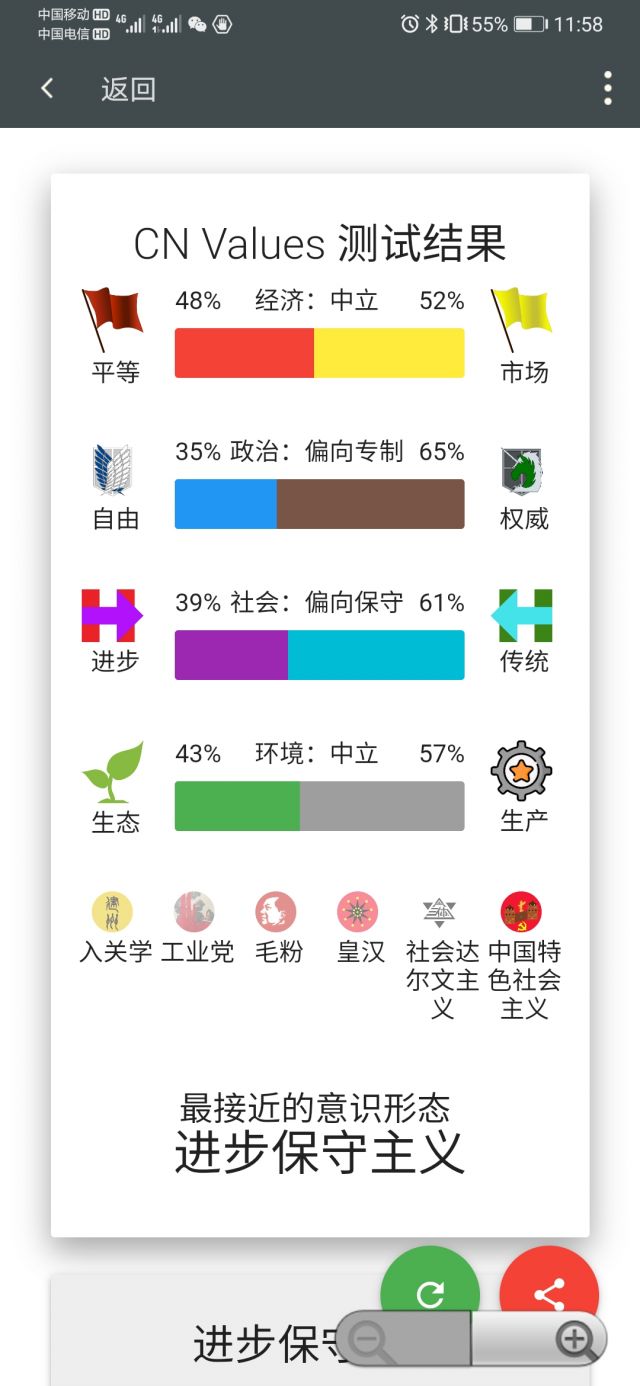 中国移动 HD 4G 4G 55% 11:58
中国电信 HD
返回
CN Values 测试结果
48% 经济：中立 52%
平等 市场
35% 政治：偏向专制 65%
自由 权威
39% 社会：偏向保守 61%
进步 传统
43% 环境：中立 57%
生态 生产
入关学 工业党 毛粉 皇汉 社会达 中国特
尔文主 色社会
义 主义
最接近的意识形态
进步保守主义
进步保守